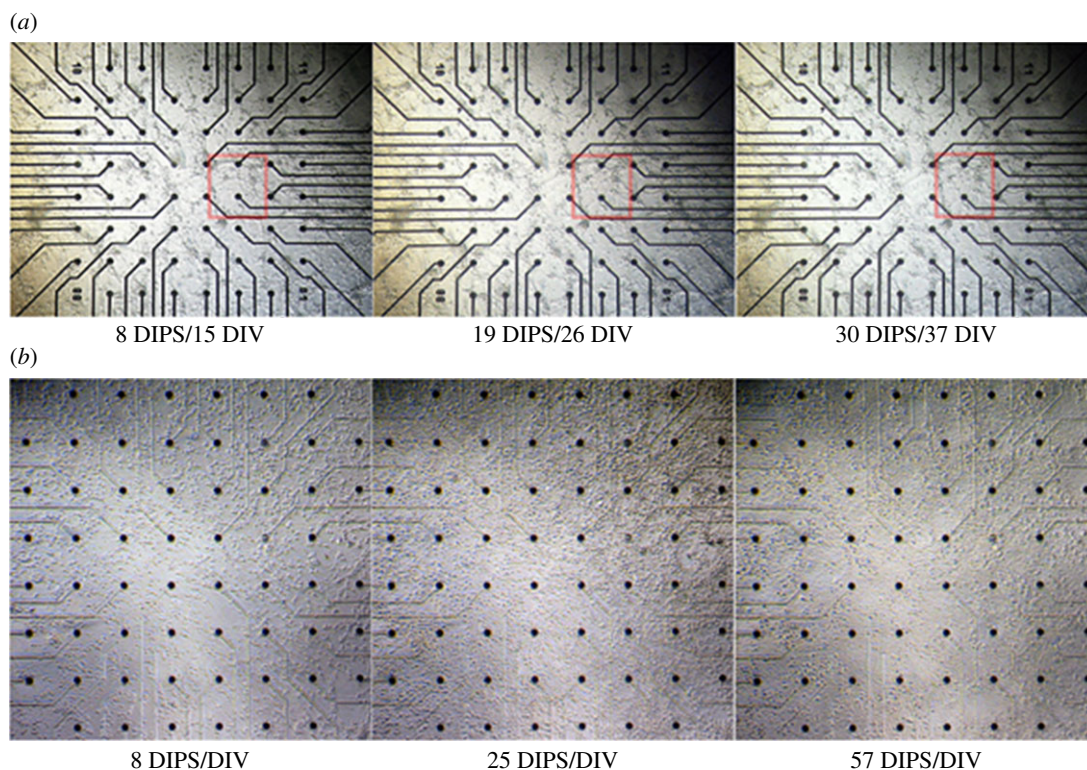 (a)
8 DIPS/15 DIV
19 DIPS/26 DIV
30 DIPS/37 DIV
(b)
8 DIPS/DIV
25 DIPS/DIV
57 DIPS/DIV